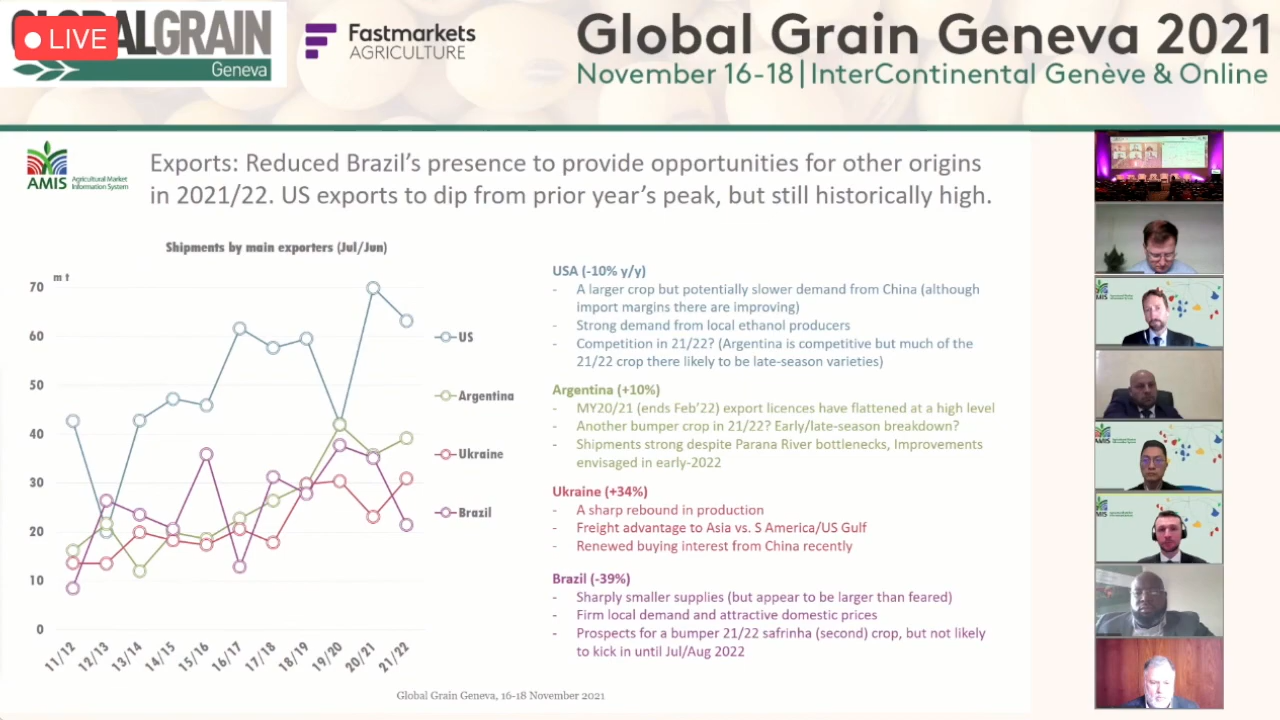 GLOBALGRAIN
LIVE
Geneva
Fastmarkets
AGRICULTURE
Global Grain Geneva 2021
November 16-18 | InterContinental Genève & Online
AMIS
Agricultural Market
Information System
Exports: Reduced Brazil's presence to provide opportunities for other origins
in 2021/22. US exports to dip from prior year's peak, but still historically high.
Shipments by main exporters (Jul/Jun)
m t
70
60
50
40
30
20
10
0
11/12
12/13
13/14
14/15
15/16
16/17
17/18
18/19
19/20
20/21
21/22
US
Argentina
Ukraine
Brazil
USA (-10% y/y)
- A larger crop but potentially slower demand from China (although
import margins there are improving)
- Strong demand from local ethanol producers
- Competition in 21/22? (Argentina is competitive but much of the
21/22 crop there likely to be late-season varieties)
Argentina (+10%)
- MY20/21 (ends Feb'22) export licences have flattened at a high level
- Another bumper crop in 21/22? Early/late-season breakdown?
- Shipments strong despite Parana River bottlenecks, Improvements
envisaged in early-2022
Ukraine (+34%)
- A sharp rebound in production
- Freight advantage to Asia vs. S America/US Gulf
- Renewed buying interest from China recently
Brazil (-39%)
- Sharply smaller supplies (but appear to be larger than feared)
- Firm local demand and attractive domestic prices
- Prospects for a bumper 21/22 safrinha (second) crop, but not likely
to kick in until Jul/Aug 2022
Global Grain Geneva, 16-18 November 2021